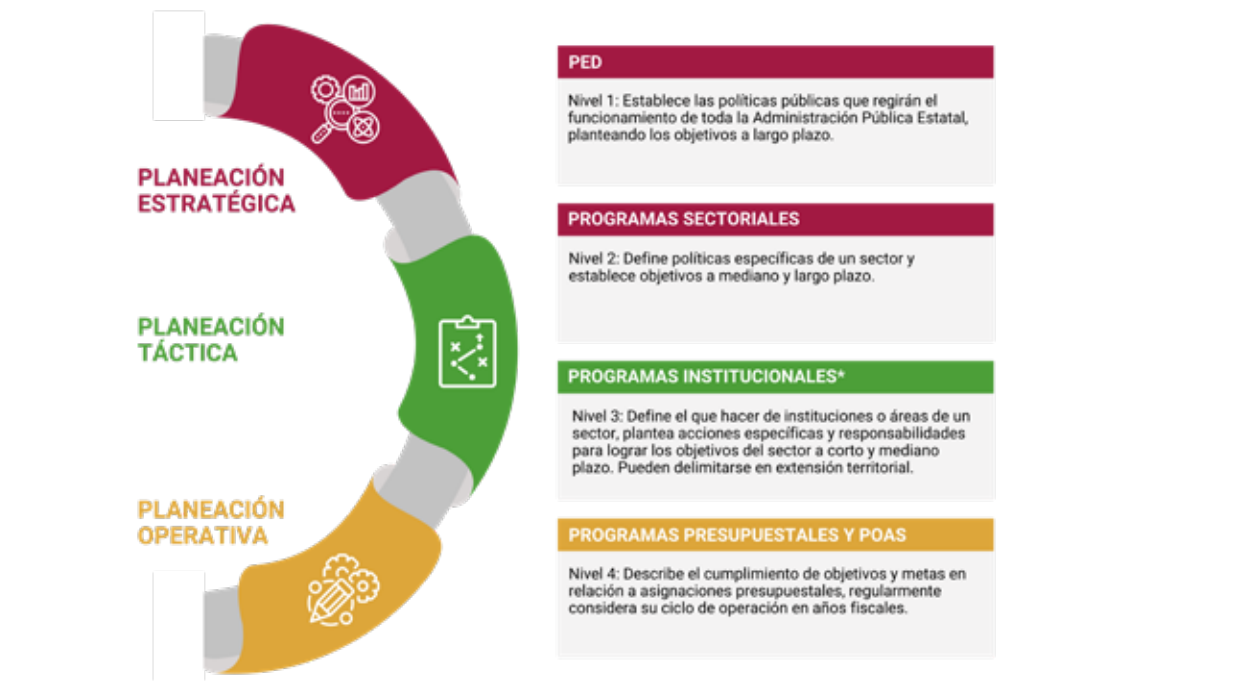 PLANEACIÓN
ESTRATÉGICA
PLANEACIÓN
TÁCTICA
PLANEACIÓN
OPERATIVA
PED
Nivel 1: Establece las políticas públicas que regirán el
funcionamiento de toda la Administración Pública Estatal,
planteando los objetivos a largo plazo.
PROGRAMAS SECTORIALES
Nivel 2: Define políticas específicas de un sector y
establece objetivos a mediano y largo plazo.
PROGRAMAS INSTITUCIONALES*
Nivel 3: Define el que hacer de instituciones o áreas de un
sector, plantea acciones específicas y responsabilidades
para lograr los objetivos del sector a corto y mediano
plazo. Pueden delimitarse en extensión territorial.
PROGRAMAS PRESUPUESTALES Y POAS
Nivel 4: Describe el cumplimiento de objetivos y metas en
relación a asignaciones presupuestales, regularmente
considera su ciclo de operación en años fiscales.